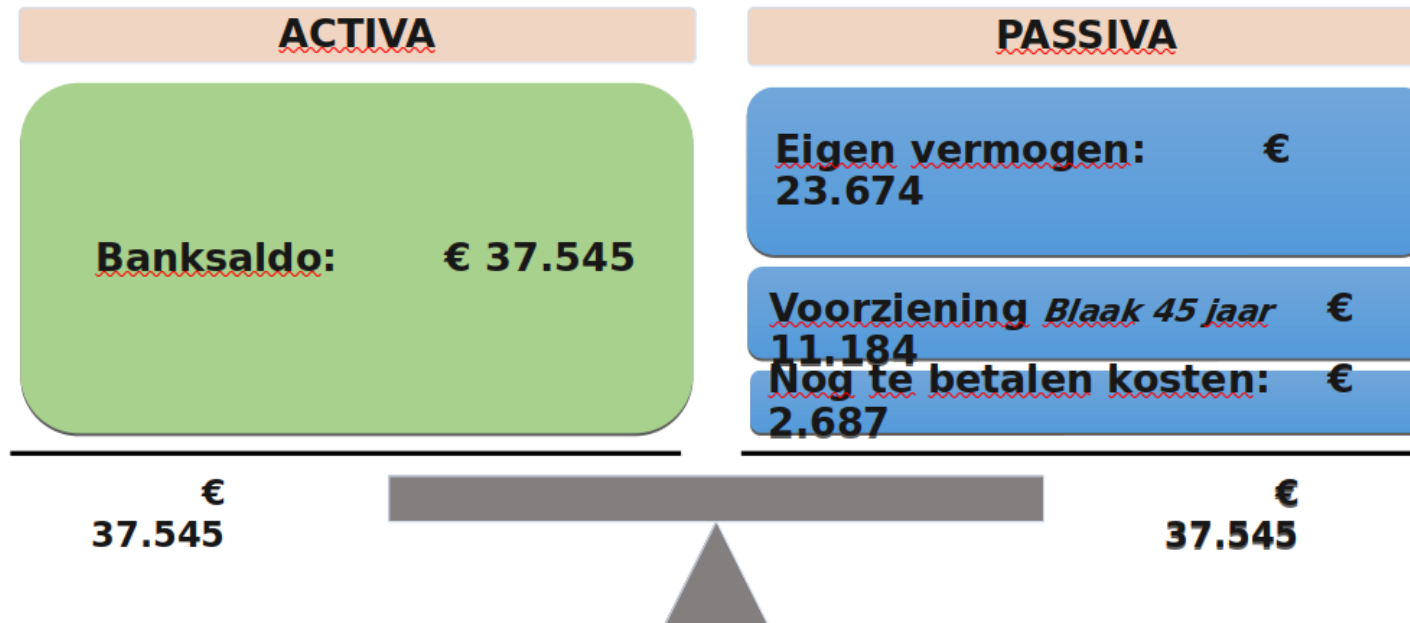 ACTIVA
Banksaldo: € 37.545
€
37.545
PASSIVA
Eigen vermogen: €
23.674
Voorziening Blaak 45 jaar €
11.184
Nog te betalen kosten: €
2.687
€
37.545